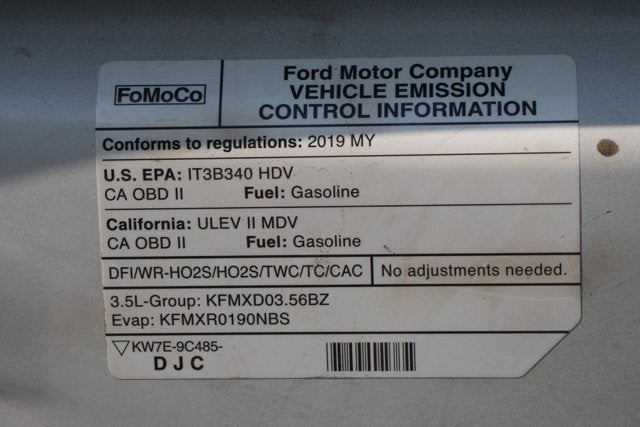 FoMoCo
Ford Motor Company
VEHICLE EMISSION
CONTROL INFORMATION
Conforms to regulations: 2019 MY
U.S. EPA: IT3B340 HDV
CA OBD II Fuel: Gasoline
California: ULEV II MDV
CA OBD II Fuel: Gasoline
DFI/WR-HO2S/HO2S/TWC/TC/CAC No adjustments needed.
3.5L-Group: KFMXD03.56BZ
Evap: KFMXR0190NBS
KW7E-9C485-
D J C